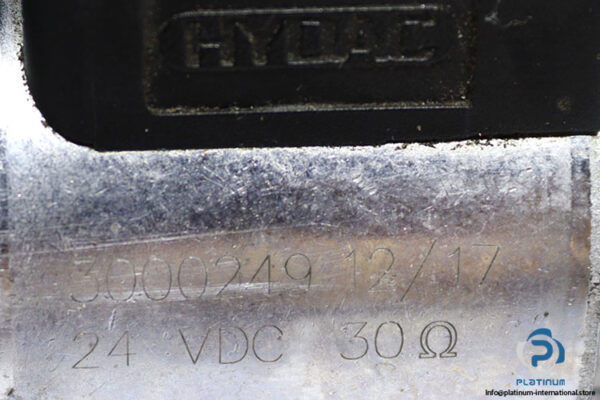 HYDAC
3000249 12/17
24 VDC 30Ω
PLATINUM
info@platinum-international.store